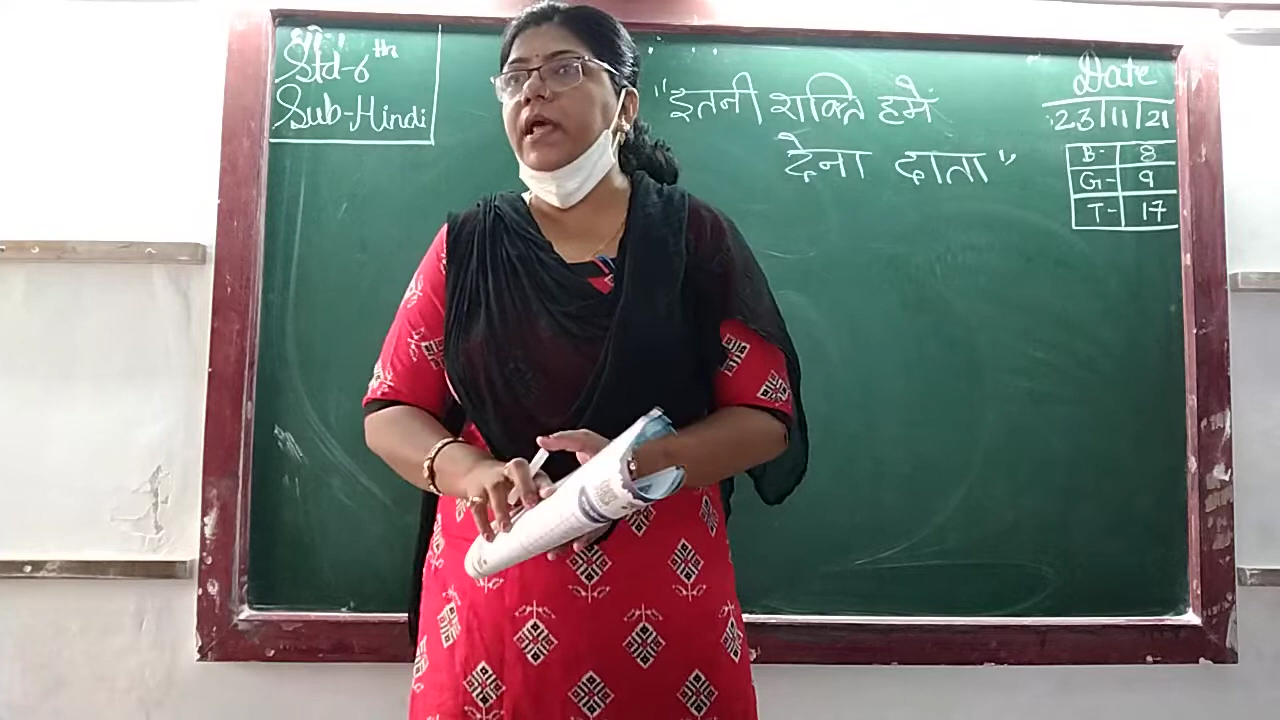 Std-6th
Sub-Hindi
"इतनी शक्ति हमें
देना दाता"
Date
23/11/21
B- 8
G- 9
T- 17